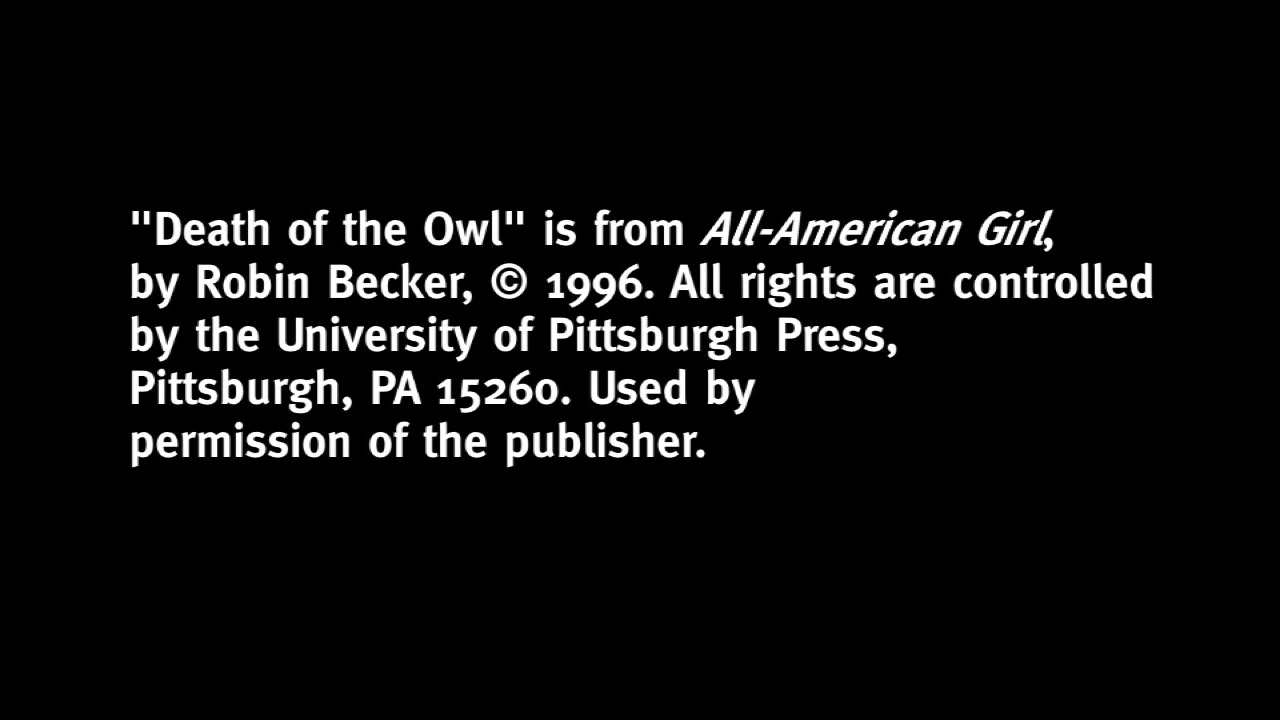 "Death of the Owl" is from All-American Girl,
by Robin Becker, © 1996. All rights are controlled
by the University of Pittsburgh Press,
Pittsburgh, PA 15260. Used by
permission of the publisher.